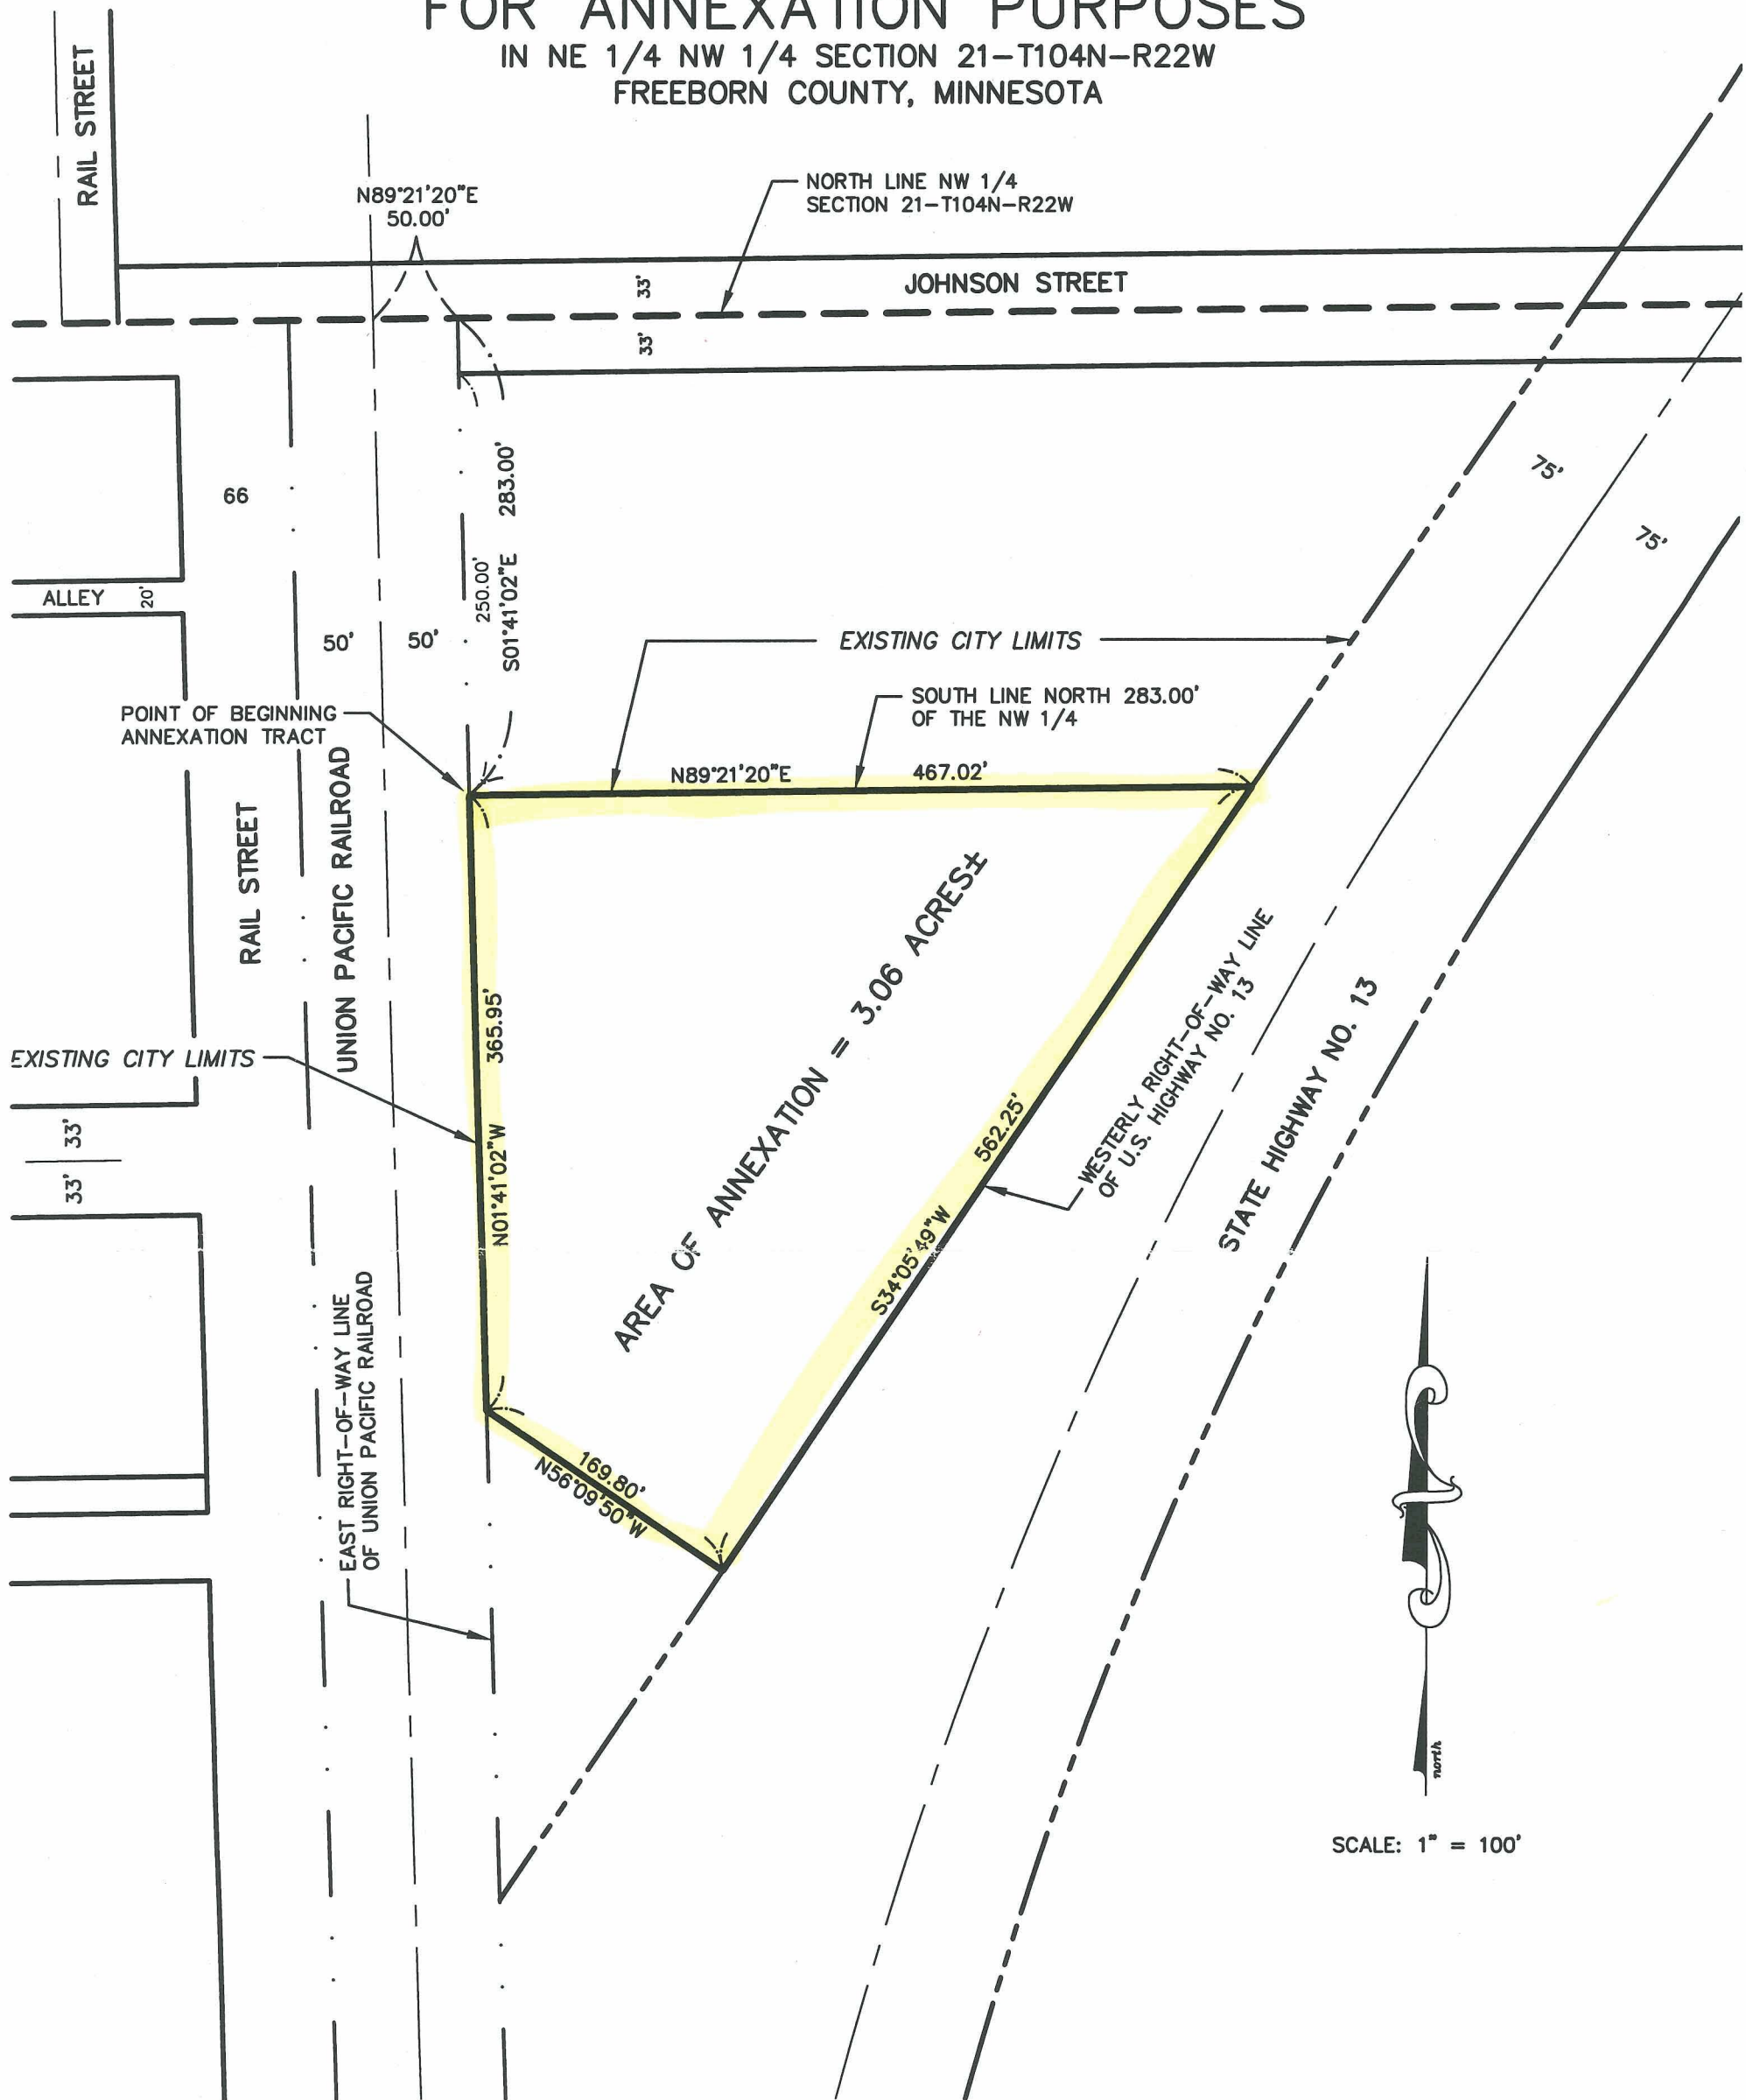 FOR ANNEXATION PURPOSES
IN NE 1/4 NW 1/4 SECTION 21-T104N-R22W
FREEBORN COUNTY, MINNESOTA
RAIL STREET
N89°21'20"E
50.00'
NORTH LINE NW 1/4
SECTION 21-T104N-R22W
33'
JOHNSON STREET
33'
75'
75'
66
283.00'
S01°41'02"E
250.00'
ALLEY
20'
50'
50'
EXISTING CITY LIMITS
SOUTH LINE NORTH 283.00'
OF THE NW 1/4
POINT OF BEGINNING
ANNEXATION TRACT
N89°21'20"E
467.02'
RAIL STREET
UNION PACIFIC RAILROAD
365.95'
N01°41'02"W
AREA OF ANNEXATION = 3.06 ACRES±
WESTERLY RIGHT-OF-WAY LINE
OF U.S. HIGHWAY NO. 13
STATE HIGHWAY NO. 13
EXISTING CITY LIMITS
562.25'
S34°05'49"W
33'
33'
EAST RIGHT-OF-WAY LINE
OF UNION PACIFIC RAILROAD
169.80'
N56°09'50"W
north
SCALE: 1" = 100'